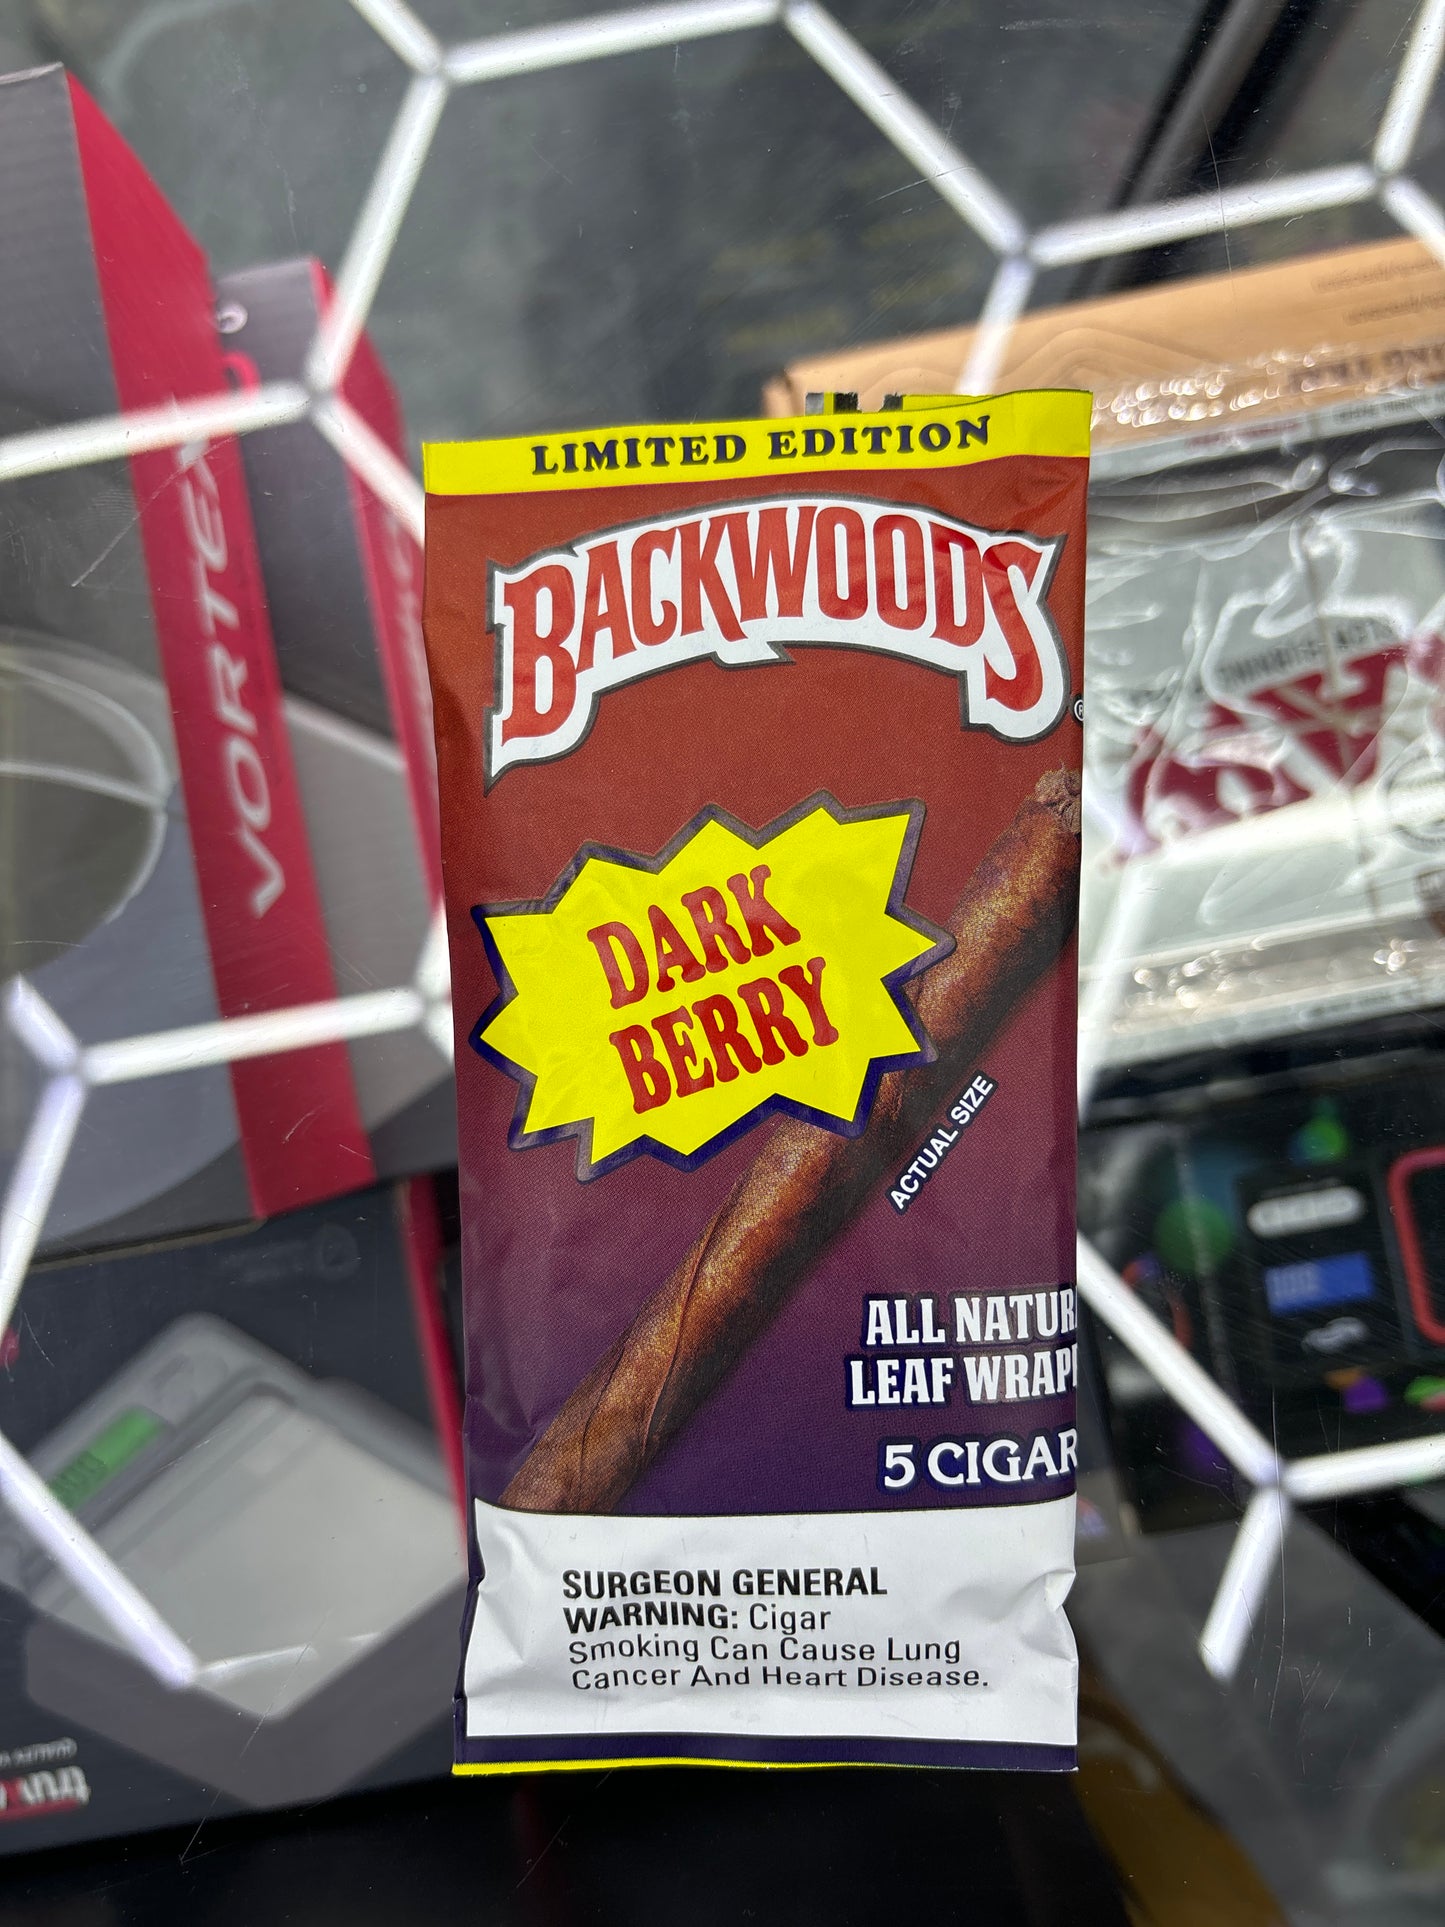 LIMITED EDITION
BACKWOODS
®
DARK
BERRY
ACTUAL SIZE
ALL NATUR
LEAF WRAP
5 CIGAR
SURGEON GENERAL
WARNING: Cigar
Smoking Can Cause Lung
Cancer And Heart Disease.
VORTEX